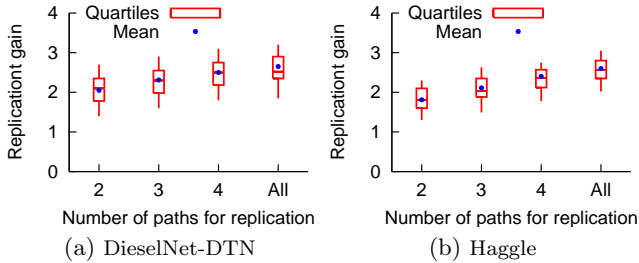 Quartiles
Mean
Replicationt gain
4
3
2
1
0
2 3 4 All
Number of paths for replication
(a) DieselNet-DTN
Quartiles
Mean
Replication gain
4
3
2
1
0
2 3 4 All
Number of paths for replication
(b) Haggle